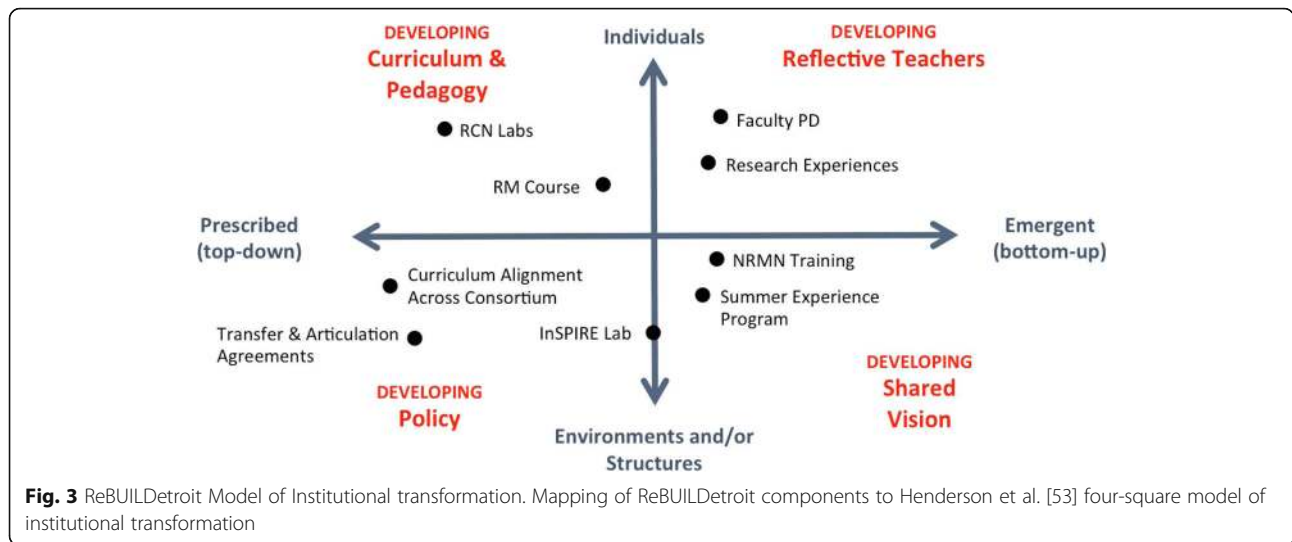 DEVELOPING
Curriculum &
Pedagogy
Individuals
DEVELOPING
Reflective Teachers
RCN Labs
Faculty PD
RM Course
Research Experiences
Prescribed
(top-down)
Emergent
(bottom-up)
Curriculum Alignment
Across Consortium
NRMN Training
Transfer & Articulation
Agreements
InSPIRE Lab
Summer Experience
Program
DEVELOPING
Policy
Environments and/or
Structures
DEVELOPING
Shared
Vision
Fig. 3 ReBUILDetroit Model of Institutional transformation. Mapping of ReBUILDetroit components to Henderson et al. [53] four-square model of
institutional transformation